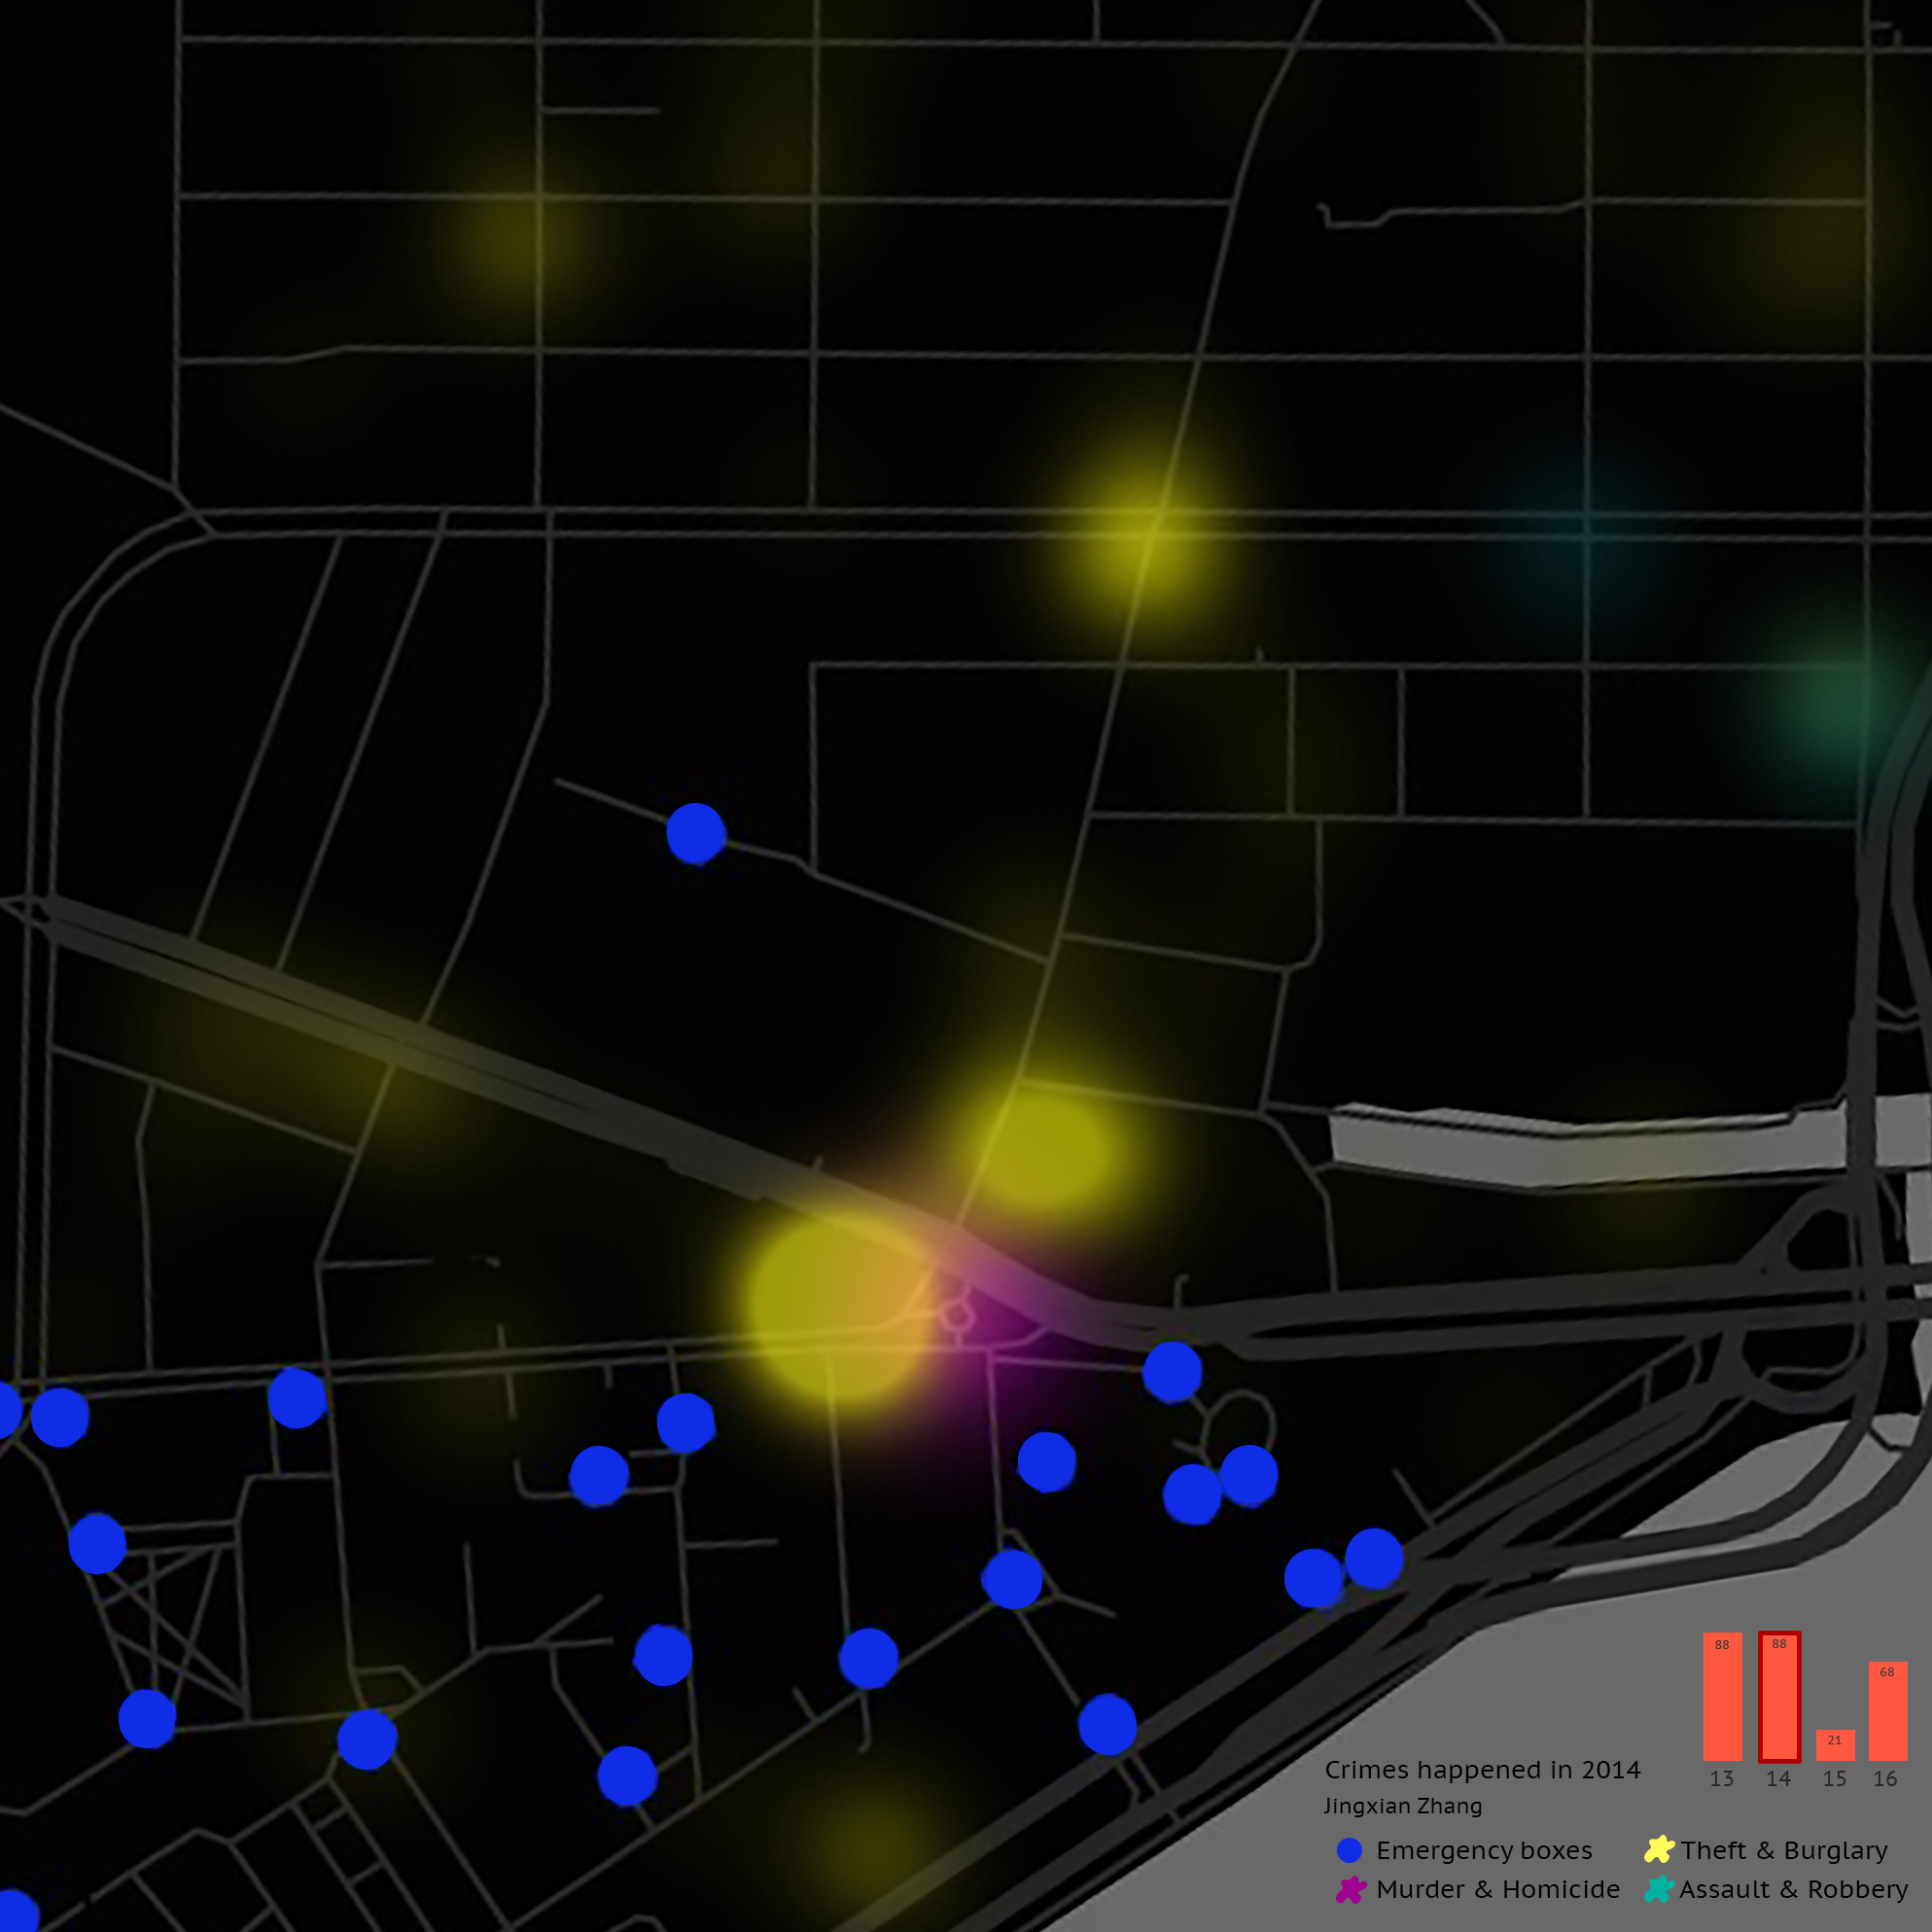 88
88
21
68
13 14 15 16
Crimes happened in 2014
Jingxian Zhang
Emergency boxes
Theft & Burglary
Murder & Homicide
Assault & Robbery